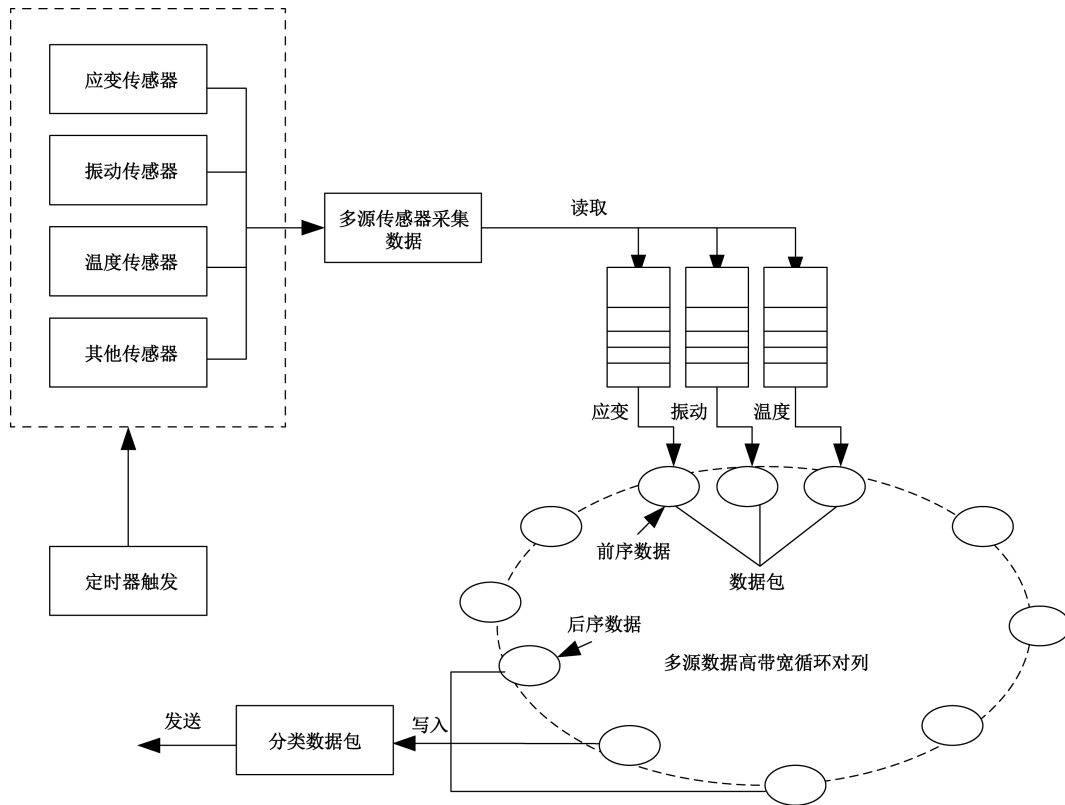 应变传感器
振动传感器
温度传感器
其他传感器
定时器触发
多源传感器采集
数据
读取
应变
振动
温度
前序数据
数据包
后序数据
多源数据高带宽循环对列
写入
分类数据包
发送